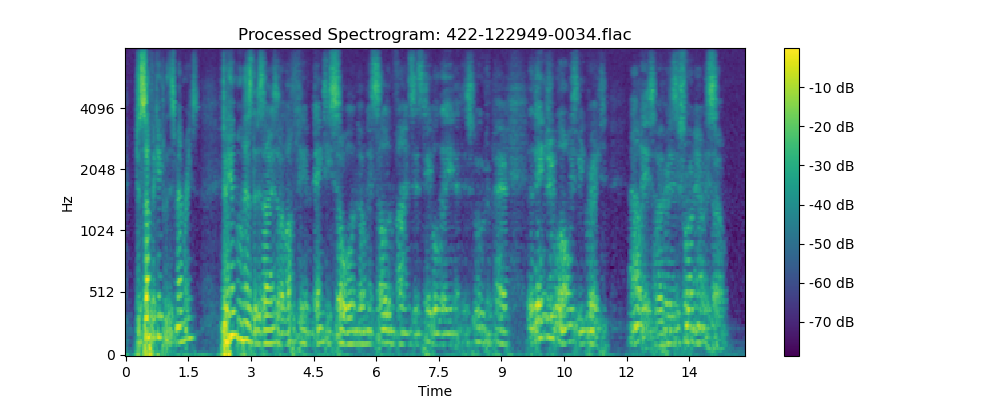 Processed Spectrogram: 422-122949-0034.flac
Hz
4096
2048
1024
512
0
0 1.5 3 4.5 6 7.5 9 10 12 14
Time
-10 dB
-20 dB
-30 dB
-40 dB
-50 dB
-60 dB
-70 dB